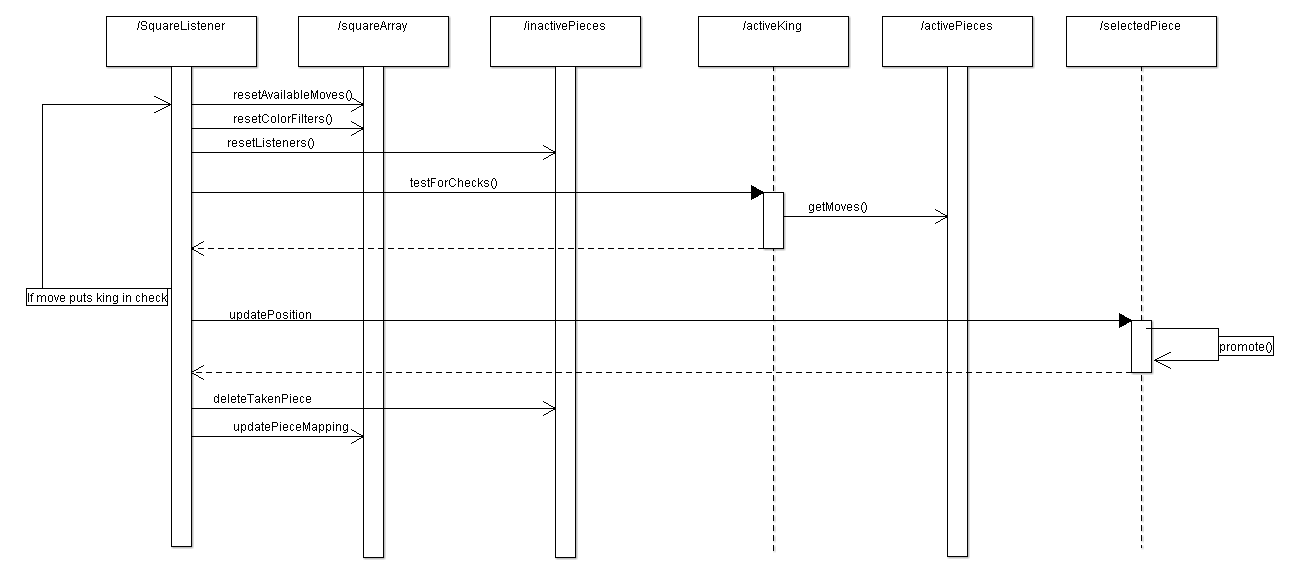 /SquareListener
/squareArray
/inactivePieces
/activeKing
/activePieces
/selectedPiece
resetAvailableMoves()
resetColorFilters()
resetListeners()
testForChecks()
getMoves()
If move puts king in check
updatePosition
promote()
deleteTakenPiece
updatePieceMapping